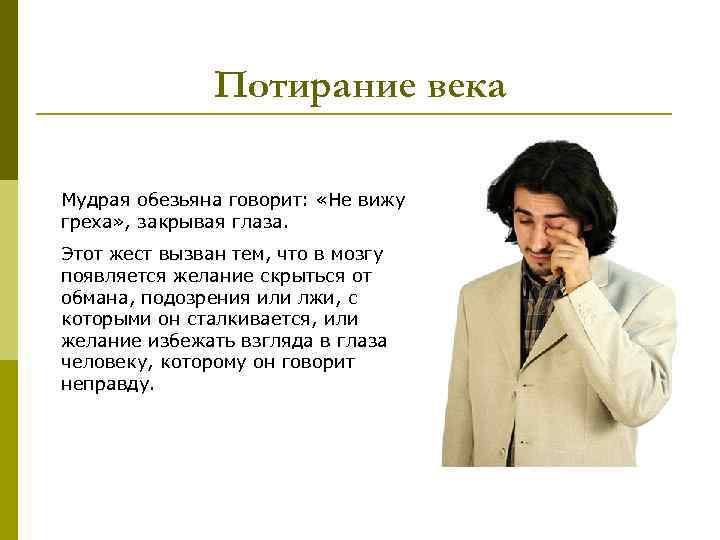 Потирание века
Мудрая обезьяна говорит: «Не вижу
греха» , закрывая глаза.
Этот жест вызван тем, что в мозгу
появляется желание скрыться от
обмана, подозрения или лжи, с
которыми он сталкивается, или
желание избежать взгляда в глаза
человеку, которому он говорит
неправду.